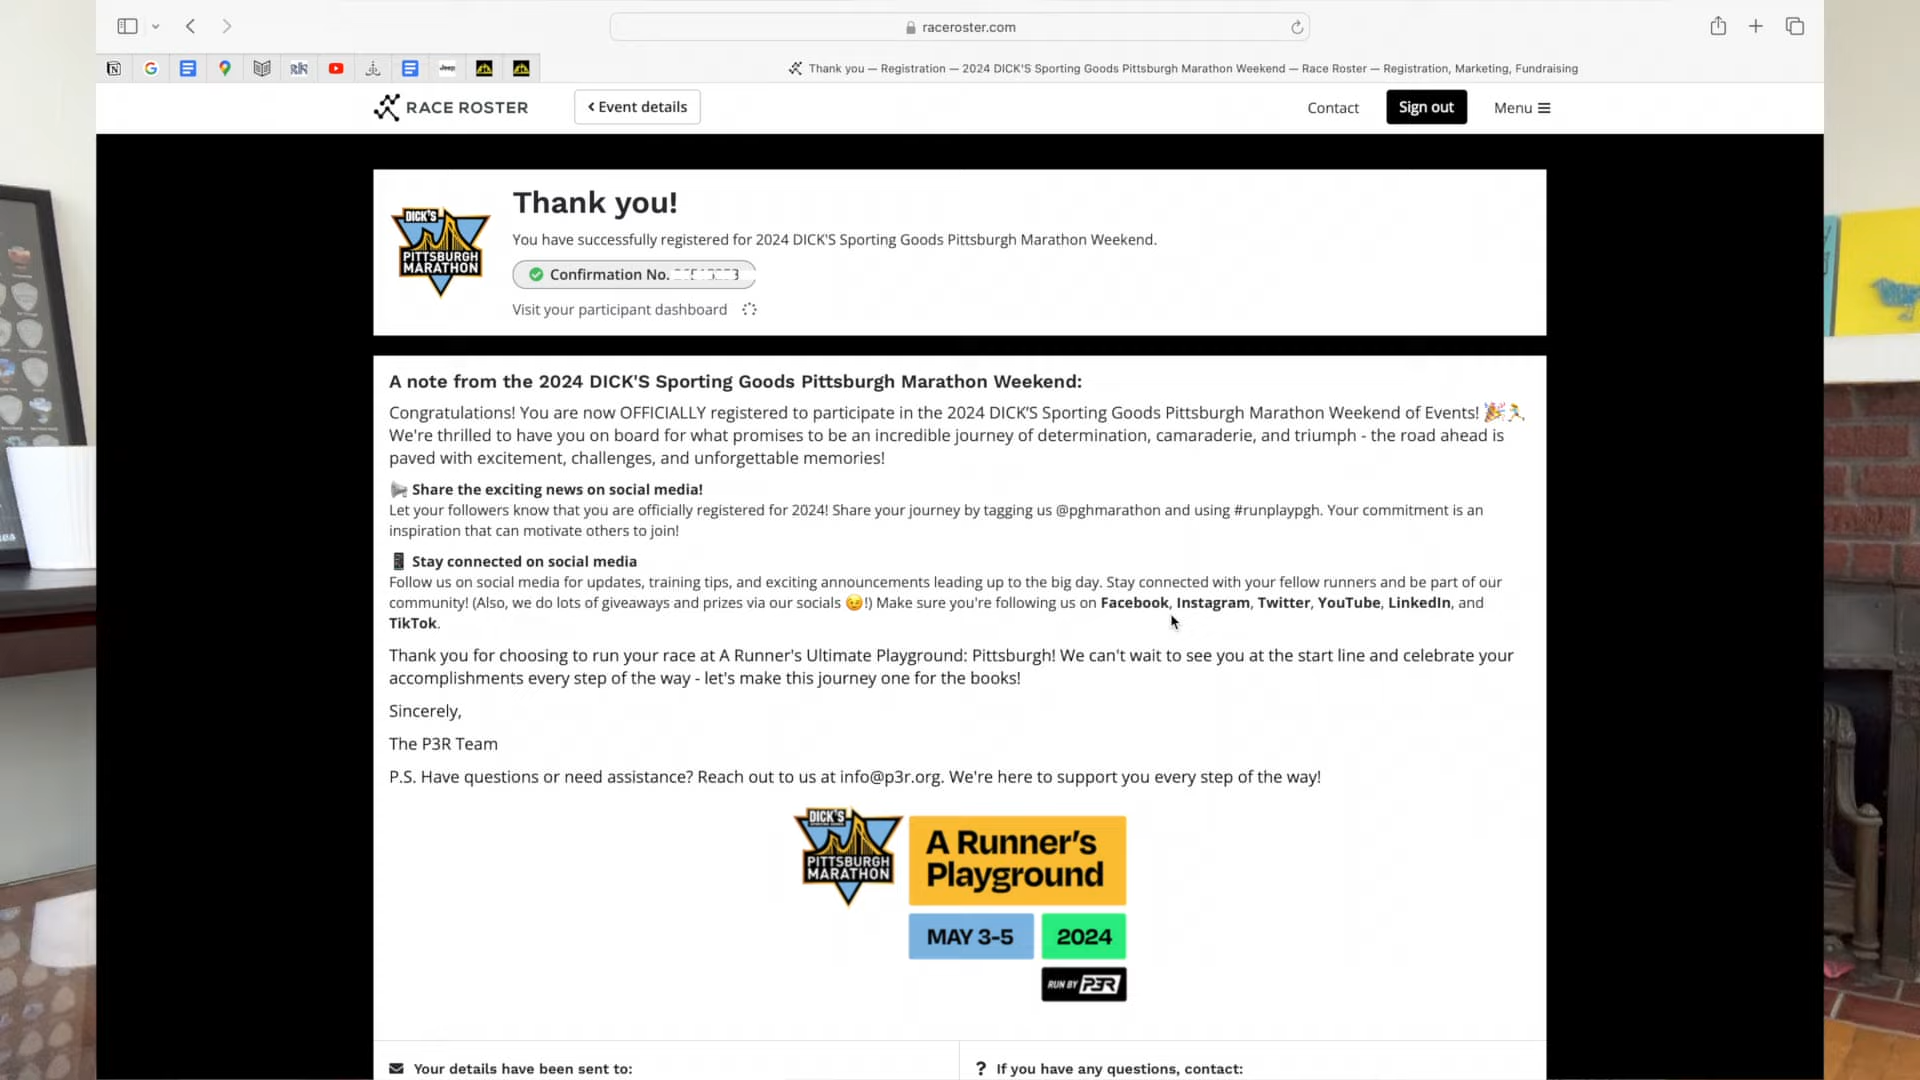 raceroster.com
Thank you — Registration — 2024 DICK'S Sporting Goods Pittsburgh Marathon Weekend — Race Roster — Registration, Marketing, Fundraising
RACE ROSTER
Event details
Contact
Sign out
Menu
DICK'S
PITTSBURGH
MARATHON
Thank you!
You have successfully registered for 2024 DICK'S Sporting Goods Pittsburgh Marathon Weekend.
Confirmation No.
Visit your participant dashboard
A note from the 2024 DICK'S Sporting Goods Pittsburgh Marathon Weekend:
Congratulations! You are now OFFICIALLY registered to participate in the 2024 DICK'S Sporting Goods Pittsburgh Marathon Weekend of Events! 🎉🏃
We're thrilled to have you on board for what promises to be an incredible journey of determination, camaraderie, and triumph - the road ahead is
paved with excitement, challenges, and unforgettable memories!
📣 Share the exciting news on social media!
Let your followers know that you are officially registered for 2024! Share your journey by tagging us @pghmarathon and using #runplaypgh. Your commitment is an
inspiration that can motivate others to join!
📱 Stay connected on social media
Follow us on social media for updates, training tips, and exciting announcements leading up to the big day. Stay connected with your fellow runners and be part of our
community! (Also, we do lots of giveaways and prizes via our socials 😉!) Make sure you're following us on Facebook, Instagram, Twitter, YouTube, LinkedIn, and
TikTok.
Thank you for choosing to run your race at A Runner's Ultimate Playground: Pittsburgh! We can't wait to see you at the start line and celebrate your
accomplishments every step of the way - let's make this journey one for the books!
Sincerely,
The P3R Team
P.S. Have questions or need assistance? Reach out to us at info@p3r.org. We're here to support you every step of the way!
DICK'S
PITTSBURGH
MARATHON
A Runner's
Playground
MAY 3-5
2024
RUN BY P3R
Your details have been sent to:
? If you have any questions, contact: